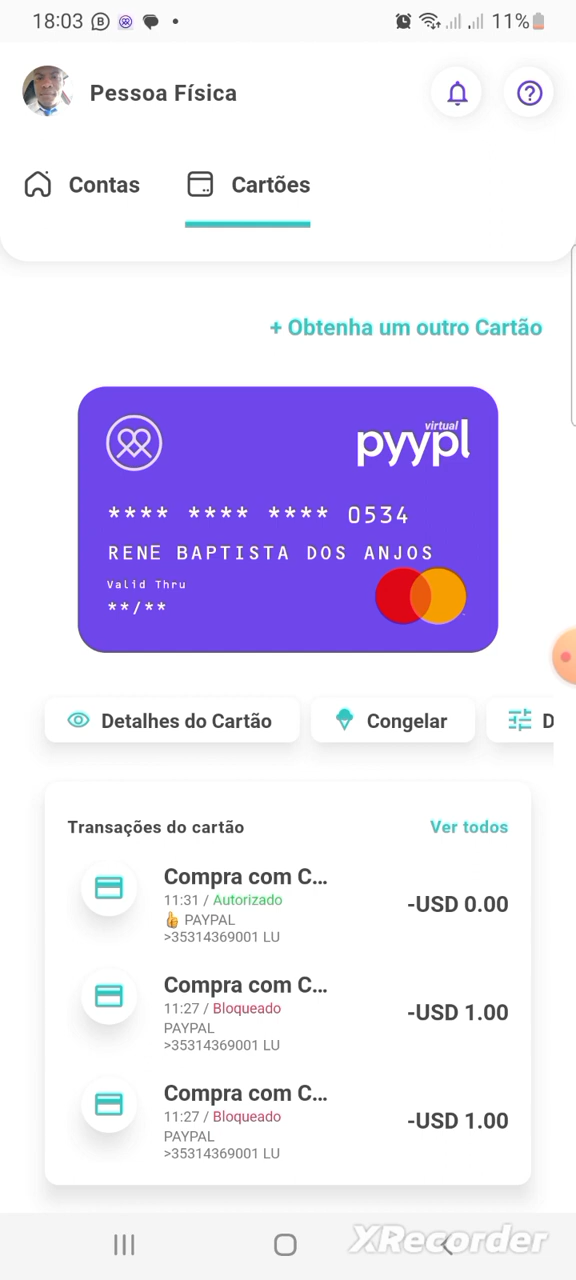 18:03
11%
Pessoa Física
Contas
Cartões
+ Obtenha um outro Cartão
virtual
pyypl
**** **** **** 0534
RENE BAPTISTA DOS ANJOS
Valid Thru
**/**
Detalhes do Cartão
Congelar
D
Transações do cartão
Ver todos
Compra com C...
11:31 / Autorizado
-USD 0.00
👍 PAYPAL
>35314369001 LU
Compra com C...
11:27 / Bloqueado
-USD 1.00
PAYPAL
>35314369001 LU
Compra com C...
11:27 / Bloqueado
-USD 1.00
PAYPAL
>35314369001 LU
XRecorder